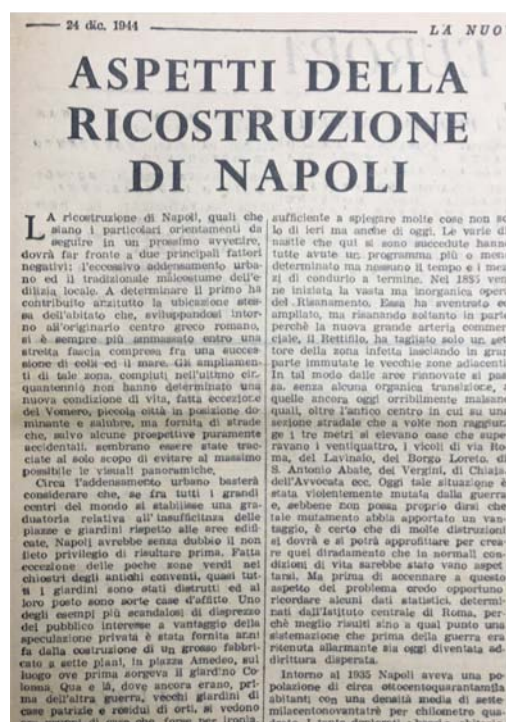 24 dic. 1944
LA NUO
ASPETTI DELLA
RICOSTRUZIONE
DI NAPOLI
LA ricostruzione di Napoli, quali che
siano i particolari orientamenti da
seguire in un prossimo avvenire,
dovrà far fronte a due principali fattori
negativi: l'eccessivo addensamento urba-
no ed il tradizionale malcostume dell'e-
dilizia locale. A determinare il primo ha
contribuito anzitutto la ubicazione stes-
sa dell'abitato che, sviluppandosi intor-
no all'originario centro greco romano,
si è sempre più ammassato entro una
stretta fascia compresa fra una succes-
sione di colli ed il mare. Gli ampliamen-
ti di tale zona, compiuti nell'ultimo cin-
quantennio non hanno determinato una
nuova condizione di vita, fatta eccezione
del Vomero, piccola città in posizione do-
minante e salubre, ma fornita di strade
che, salvo alcune prospettive puramente
accidentali, sembrano essere state trac-
ciate al solo scopo di evitare al massimo
possibile le visuali panoramiche.
Circa l'addensamento urbano basterà
considerare che, se fra tutti i grandi
centri del mondo si stabilisse una gra-
duatoria relativa all'insufficienza delle
piazze e giardini rispetto alle aree edifi-
cate, Napoli avrebbe senza dubbio il non
lieto privilegio di risultare prima. Fatta
eccezione delle poche zone verdi nei
chiostri degli antichi conventi, quasi tut-
ti i giardini sono stati distrutti ed al
loro posto sono sorte case d'affitto. Uno
degli esempi più scandalosi di disprezzo
del pubblico interesse a vantaggio della
speculazione privata è stata fornita anni
fa dalla costruzione di un grosso fabbri-
cato a sette piani, in piazza Amedeo, sul
luogo ove prima sorgeva il giardino Co-
lonna. Qua e là, dove ancora erano, pri-
ma dell'altra guerra, vecchi giardini di
case patrizie e residui di orti, si vedono
sufficiente a spiegare molte cose non so-
lo di ieri ma anche di oggi. Le varie di-
nastie che qui si sono succedute hanno
tutte avute un programma più o meno
determinato ma nessuno il tempo e i mez
zi di condurlo a termine. Nel 1885 ven
ne iniziata la vasta ma inorganica opera
del Risanamento. Essa ha sventrato ed
ampliato, ma risanando soltanto in parte
perchè la nuova grande arteria commer
ciale, il Rettifilo, ha tagliato solo un set
tore della zona infetta lasciando in gran
parte immutate le vecchie zone adiacenti
In tal modo dalle aree rinnovate si pas
sa, senza alcuna organica transizione, a
quelle ancora oggi orribilmente malsane
quali, oltre l'antico centro in cui su una
sezione stradale che a volte non raggiun
ge i tre metri si elevano case che supe
ravano i ventiquattro, i vicoli di via Ro
ma, del Lavinaio, del Borgo Loreto, di
S. Antonio Abate, dei Vergini, di Chiaia,
dell'Avvocata ecc. Oggi tale situazione è
stata violentemente mutata dalla guerra
e, sebbene non possa proprio dirsi che
tale mutamento abbia apportato un van-
taggio, è certo che di molte distruzioni
si dovrà e si potrà approfittare per crea
re quel diradamento che in normali con
dizioni di vita sarebbe stato vano aspet
tarsi. Ma prima di accennare a questo
aspetto del problema credo opportuno
ricordare alcuni dati statistici, determi
nati dall'Istituto centrale di Roma, per
chè meglio risulti sino a qual punto una
sistemazione che prima della guerra era
ritenuta allarmante sia oggi diventata ad-
dirittura disperata.
Intorno al 1935 Napoli aveva una po-
polazione di circa ottocentoquarantamila
abitanti con una densità media di sette-
milacentonovantatrè per chilometro qua-